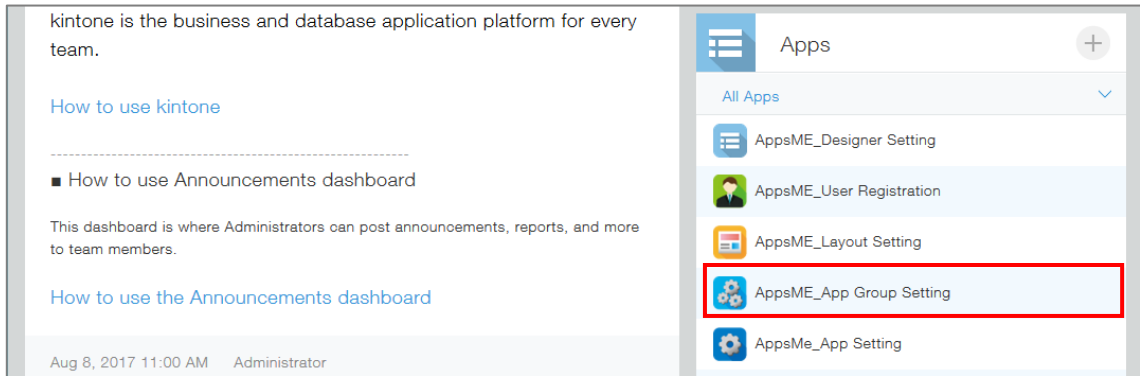 kintone is the business and database application platform for every
team.
How to use kintone
----------------------------------------------------------
■ How to use Announcements dashboard
This dashboard is where Administrators can post announcements, reports, and more
to team members.
How to use the Announcements dashboard
Aug 8, 2017 11:00 AM Administrator
Apps
All Apps
AppsME_Designer Setting
AppsME_User Registration
AppsME_Layout Setting
AppsME_App Group Setting
AppsMe_App Setting